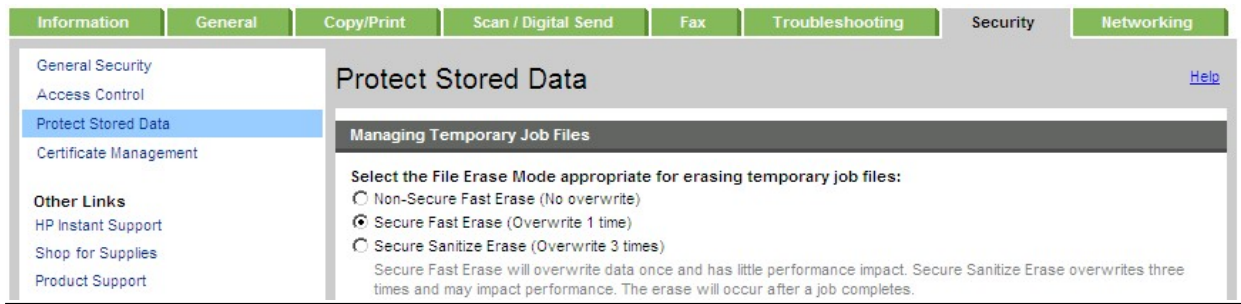 Information General Copy/Print Scan / Digital Send Fax Troubleshooting Security Networking
General Security
Access Control
Protect Stored Data
Certificate Management
Other Links
HP Instant Support
Shop for Supplies
Product Support
Protect Stored Data
Help
Managing Temporary Job Files
Select the File Erase Mode appropriate for erasing temporary job files:
Non-Secure Fast Erase (No overwrite)
Secure Fast Erase (Overwrite 1 time)
Secure Sanitize Erase (Overwrite 3 times)
Secure Fast Erase will overwrite data once and has little performance impact. Secure Sanitize Erase overwrites three
times and may impact performance. The erase will occur after a job completes.